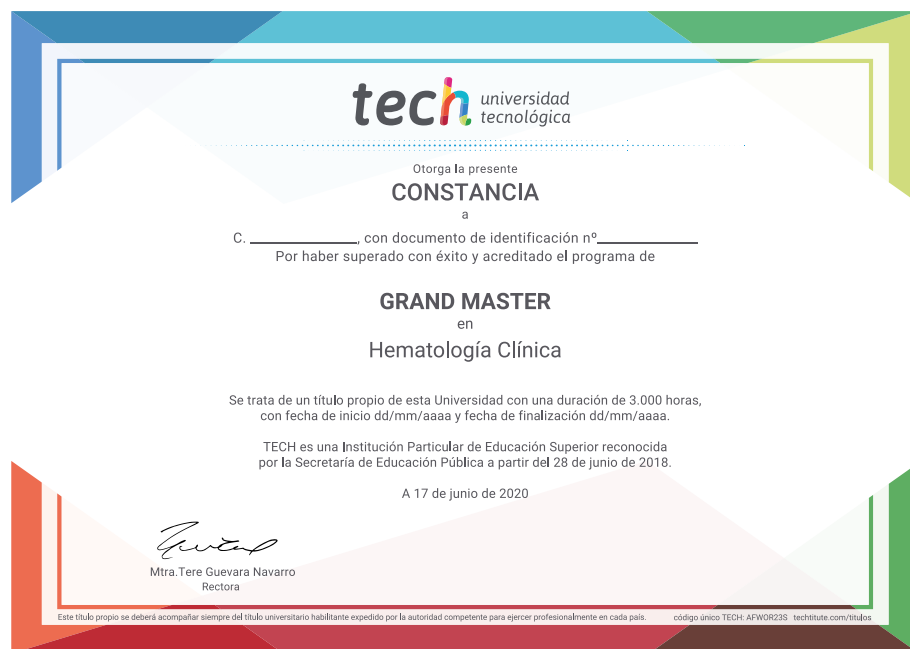 tech universidad
tecnológica
Otorga la presente
CONSTANCIA
a
C. ______________, con documento de identificación nº_____________
Por haber superado con éxito y acreditado el programa de
GRAND MASTER
en
Hematología Clínica
Se trata de un título propio de esta Universidad con una duración de 3.000 horas,
con fecha de inicio dd/mm/aaaa y fecha de finalización dd/mm/aaaa.
TECH es una Institución Particular de Educación Superior reconocida
por la Secretaría de Educación Pública a partir del 28 de junio de 2018.
A 17 de junio de 2020
Mtra.Tere Guevara Navarro
Rectora
Este título propio se deberá acompañar siempre del título universitario habilitante expedido por la autoridad competente para ejercer profesionalmente en cada país. código único TECH: AFWOR23S techtitute.com/titulos